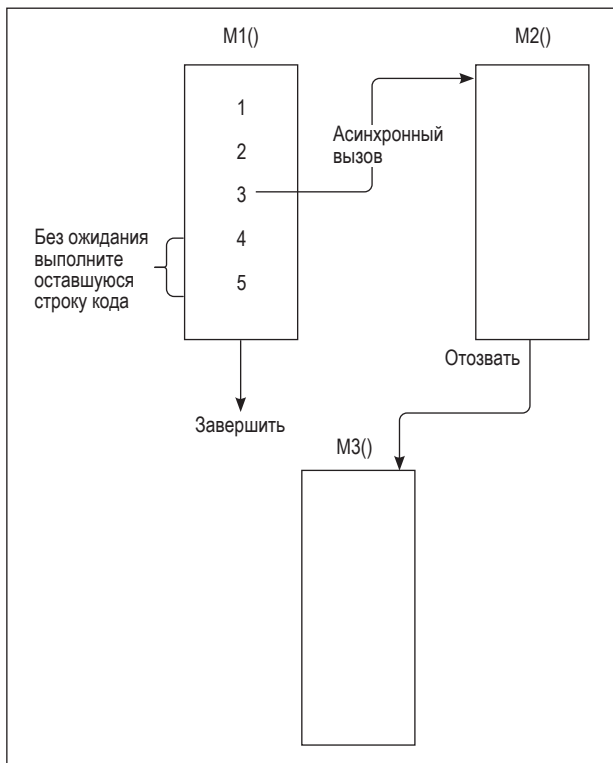 M1()
M2()
1
2
3
4
5
Асинхронный
вызов
Без ожидания
выполните
оставшуюся
строку кода
Завершить
Отозвать
M3()